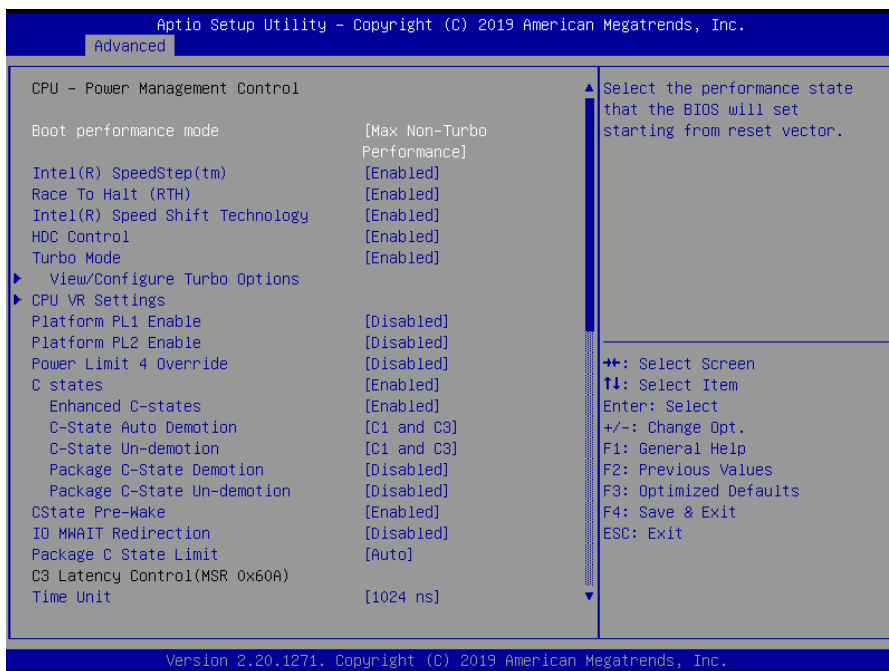 Aptio Setup Utility – Copyright (C) 2019 American Megatrends, Inc.
Advanced
CPU – Power Management Control
Boot performance mode [Max Non-Turbo
Performance]
Intel(R) SpeedStep(tm) [Enabled]
Race To Halt (RTH) [Enabled]
Intel(R) Speed Shift Technology [Enabled]
HDC Control [Enabled]
Turbo Mode [Enabled]
View/Configure Turbo Options
CPU VR Settings
Platform PL1 Enable [Disabled]
Platform PL2 Enable [Disabled]
Power Limit 4 Override [Disabled]
C states [Enabled]
Enhanced C-states [Enabled]
C-State Auto Demotion [C1 and C3]
C-State Un-demotion [C1 and C3]
Package C-State Demotion [Disabled]
Package C-State Un-demotion [Disabled]
CState Pre-Wake [Enabled]
IO MWAIT Redirection [Disabled]
Package C State Limit [Auto]
C3 Latency Control(MSR 0x60A)
Time Unit [1024 ns]
Select the performance state
that the BIOS will set
starting from reset vector.
→←: Select Screen
↑↓: Select Item
Enter: Select
+/-: Change Opt.
F1: General Help
F2: Previous Values
F3: Optimized Defaults
F4: Save & Exit
ESC: Exit
Version 2.20.1271. Copyright (C) 2019 American Megatrends, Inc.